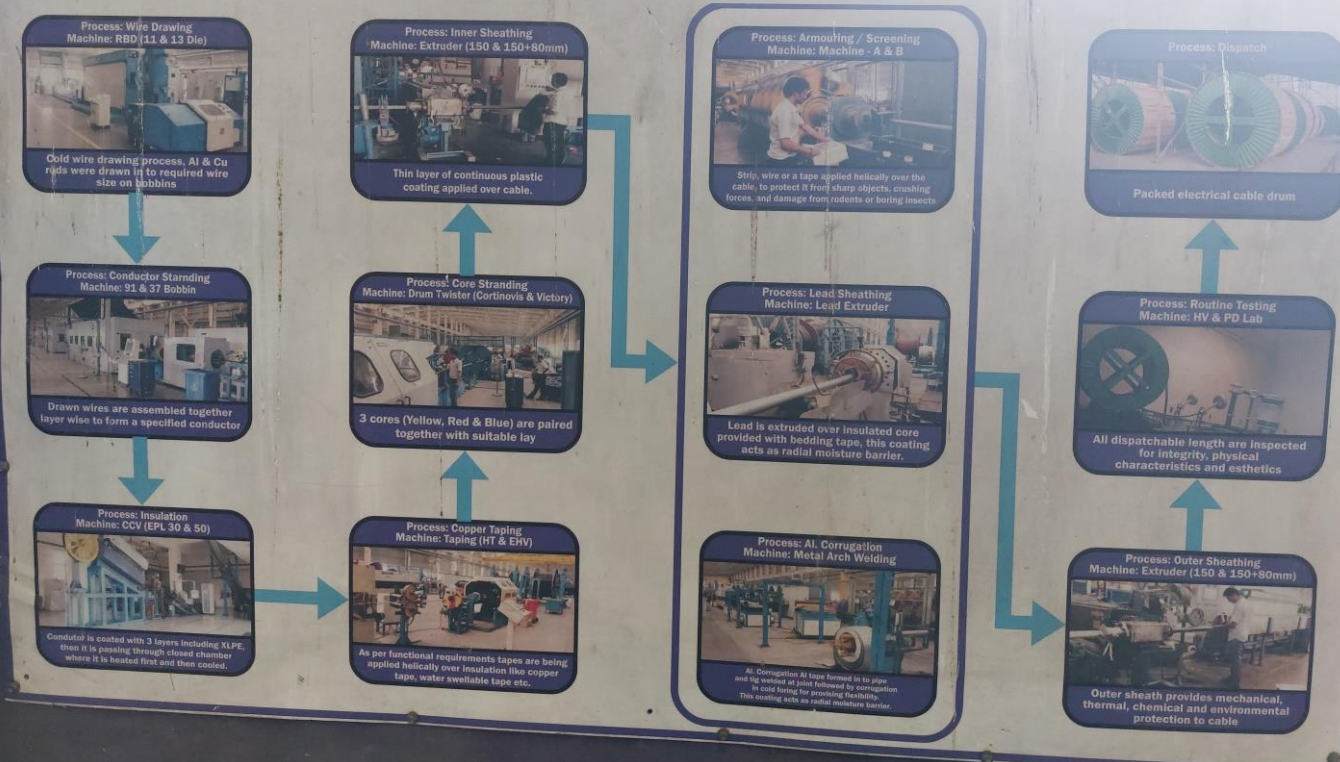 Process: Wire Drawing
Machine: RBD (11 & 13 Die)
Cold wire drawing process, Al & Cu
rods were drawn in to required wire
size on bobbins
Process: Conductor Starnding
Machine: 91 & 37 Bobbin
Drawn wires are assembled together
layer wise to form a specified conductor
Process: Insulation
Machine: CCV (EPL 30 & 50)
Condutor is coated with 3 layers including XLPE,
then it is passing through closed chamber
where it is heated first and then cooled.
Process: Copper Taping
Machine: Taping (HT & EHV)
As per functional requirements tapes are being
applied helically over insulation like copper
tape, water swellable tape etc.
Process: Core Stranding
Machine: Drum Twister (Cortinovis & Victory)
3 cores (Yellow, Red & Blue) are paired
together with suitable lay
Process: Inner Sheathing
Machine: Extruder (150 & 150+80mm)
Thin layer of continuous plastic
coating applied over cable.
Process: Armouring / Screening
Machine: Machine - A & B
Strip, wire or a tape applied helically over the
cable, to protect it from sharp objects, crushing
forces, and damage from rodents or boring insects
Process: Lead Sheathing
Machine: Lead Extruder
Lead is extruded over insulated core
provided with bedding tape, this coating
acts as radial moisture barrier.
Process: Al. Corrugation
Machine: Metal Arch Welding
Al. Corrugation Al tape formed in to pipe
and tig welded at joint followed by corrugation
in cold foring for provising flexibility.
This coating acts as radial moisture barrier.
Process: Outer Sheathing
Machine: Extruder (150 & 150+80mm)
Outer sheath provides mechanical,
thermal, chemical and environmental
protection to cable
Process: Routine Testing
Machine: HV & PD Lab
All dispatchable length are inspected
for integrity, physical
characteristics and esthetics
Process: Dispatch
Packed electrical cable drum